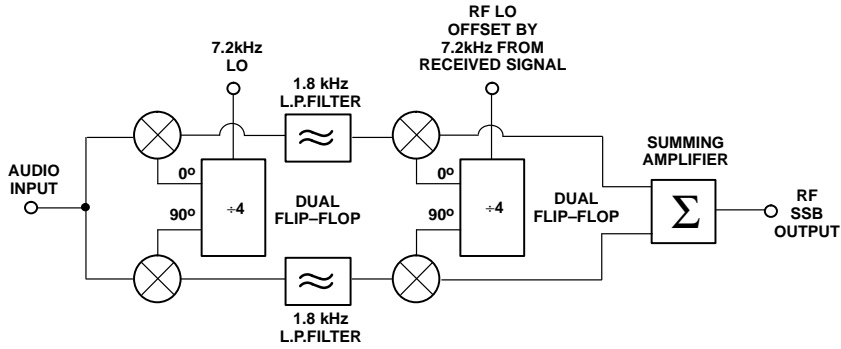 7.2kHz
LO
RF LO
OFFSET BY
7.2kHz FROM
RECEIVED SIGNAL
1.8 kHz
L.P.FILTER
SUMMING
AMPLIFIER
AUDIO
INPUT
0º
90º
÷4
DUAL
FLIP–FLOP
0º
90º
÷4
DUAL
FLIP–FLOP
Σ
RF
SSB
OUTPUT
1.8 kHz
L.P.FILTER